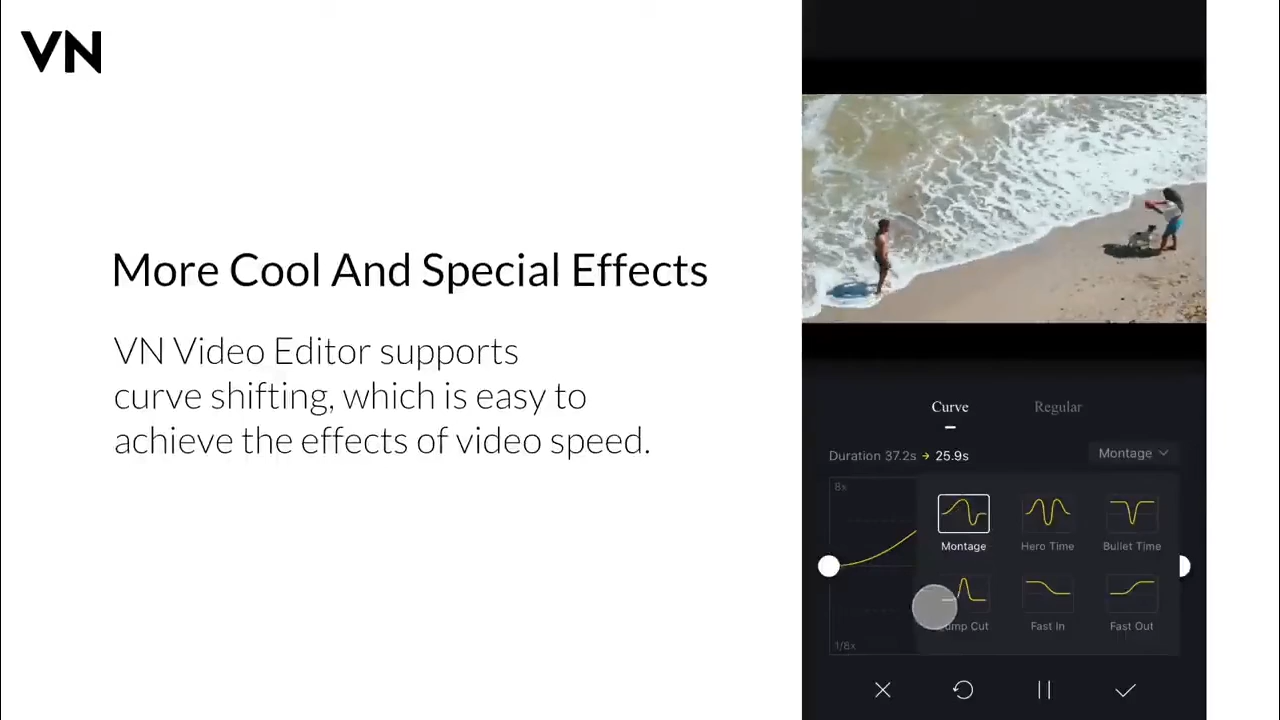 VN
More Cool And Special Effects
VN Video Editor supports
curve shifting, which is easy to
achieve the effects of video speed.
Curve Regular
Duration 37.2s → 25.9s Montage
8x
Montage Hero Time Bullet Time
Cut Fast In Fast Out
1/8x